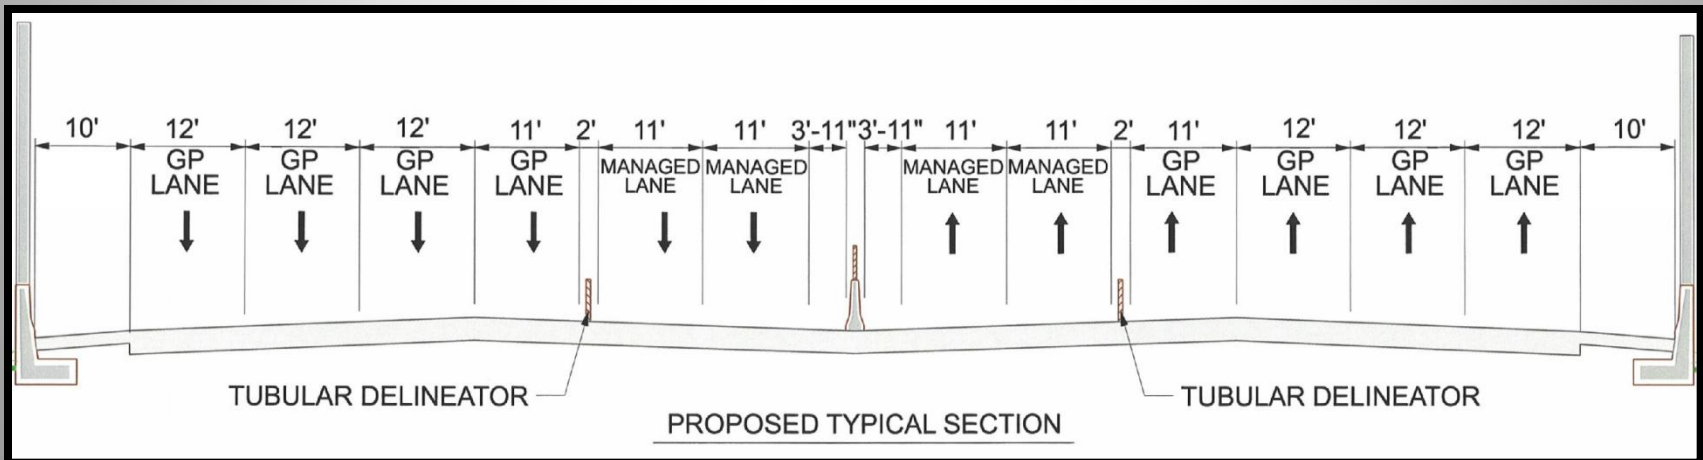 10' 12' 12' 12' 11' 2' 11' 11' 3'-11" 3'-11" 11' 11' 2' 11' 12' 12' 12' 10'
GP LANE
GP LANE
GP LANE
GP LANE
MANAGED LANE
MANAGED LANE
MANAGED LANE
MANAGED LANE
GP LANE
GP LANE
GP LANE
GP LANE
TUBULAR DELINEATOR
TUBULAR DELINEATOR
PROPOSED TYPICAL SECTION